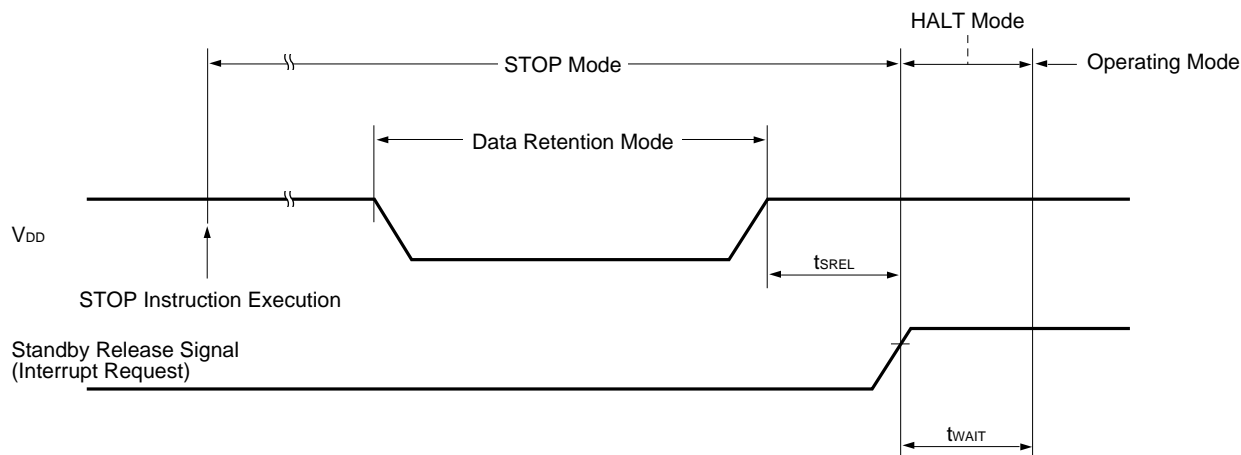 HALT Mode
STOP Mode
Operating Mode
Data Retention Mode
VDD
tSREL
STOP Instruction Execution
Standby Release Signal
(Interrupt Request)
tWAIT